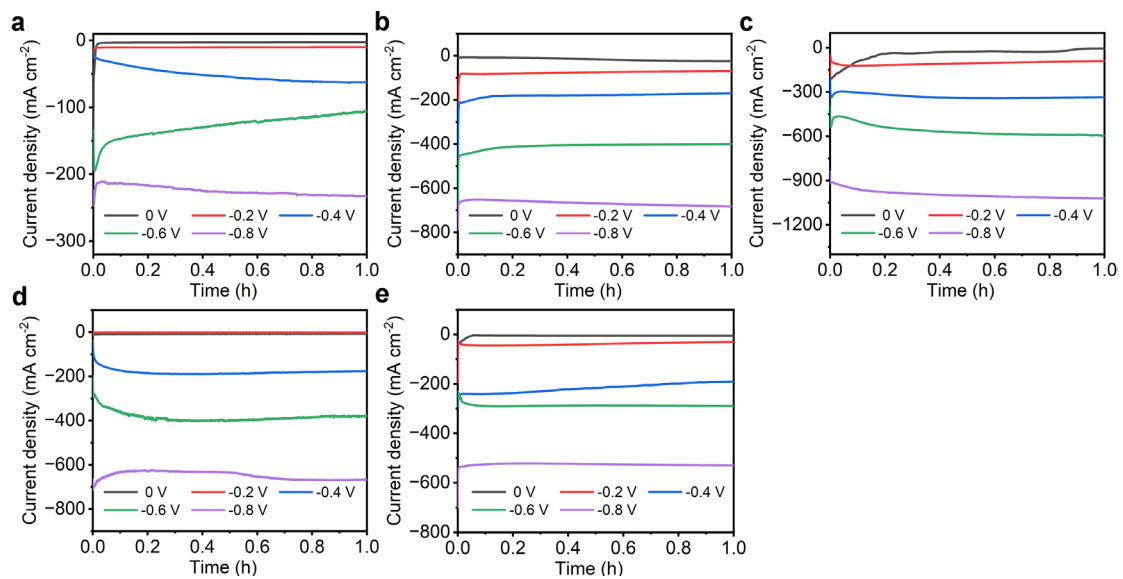 a
Current density (mA cm⁻²)
0
−100
−200
−300
0 V -0.2 V -0.4 V
-0.6 V -0.8 V
0.0 0.2 0.4 0.6 0.8 1.0
Time (h)
b
Current density (mA cm⁻²)
0
−200
−400
−600
−800
0 V -0.2 V -0.4 V
-0.6 V -0.8 V
0.0 0.2 0.4 0.6 0.8 1.0
Time (h)
c
Current density (mA cm⁻²)
0
−300
−600
−900
−1200
0 V -0.2 V -0.4 V
-0.6 V -0.8 V
0.0 0.2 0.4 0.6 0.8 1.0
Time (h)
d
Current density (mA cm⁻²)
0
−200
−400
−600
−800
0 V -0.2 V -0.4 V
-0.6 V -0.8 V
0.0 0.2 0.4 0.6 0.8 1.0
Time (h)
e
Current density (mA cm⁻²)
0
−200
−400
−600
−800
0 V -0.2 V -0.4 V
-0.6 V -0.8 V
0.0 0.2 0.4 0.6 0.8 1.0
Time (h)